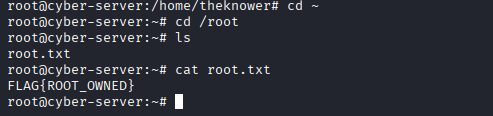 root@cyber-server:/home/theknower# cd ~
root@cyber-server:~# cd /root
root@cyber-server:~# ls
root.txt
root@cyber-server:~# cat root.txt
FLAG{ROOT_OWNED}
root@cyber-server:~#